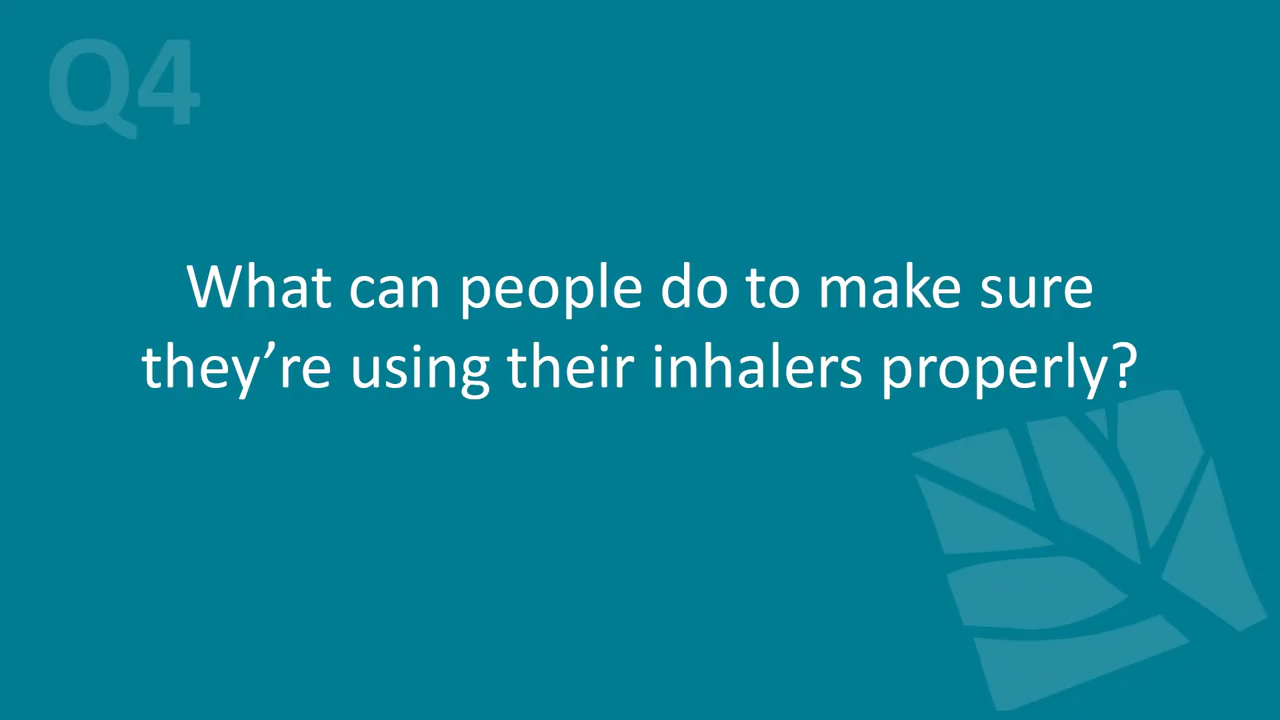 Q4
What can people do to make sure
they’re using their inhalers properly?